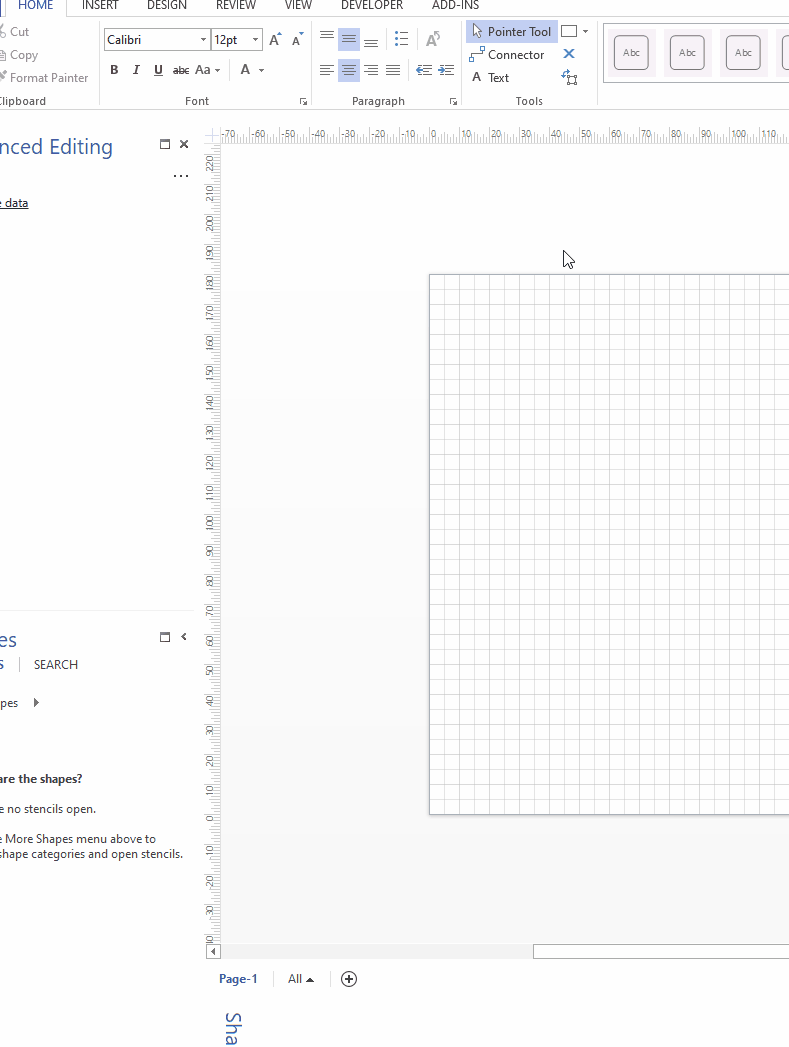 HOME INSERT DESIGN REVIEW VIEW DEVELOPER ADD-INS
Cut
Copy
Format Painter
Calibri 12pt A A
B I U abc Aa A
A
Pointer Tool
Connector
A Text
Abc Abc Abc
lipboard Font Paragraph Tools
nced Editing
...
e data
-70 -60 -50 -40 -30 -20 -10 0 10 20 30 40 50 60 70 80 90 100 110
220
210
200
190
180
170
160
150
140
130
120
110
100
90
80
70
60
50
40
30
20
10
0
-10
-20
-30
-40
es
S SEARCH
pes
are the shapes?
e no stencils open.
e More Shapes menu above to
shape categories and open stencils.
Page-1 All
Sha